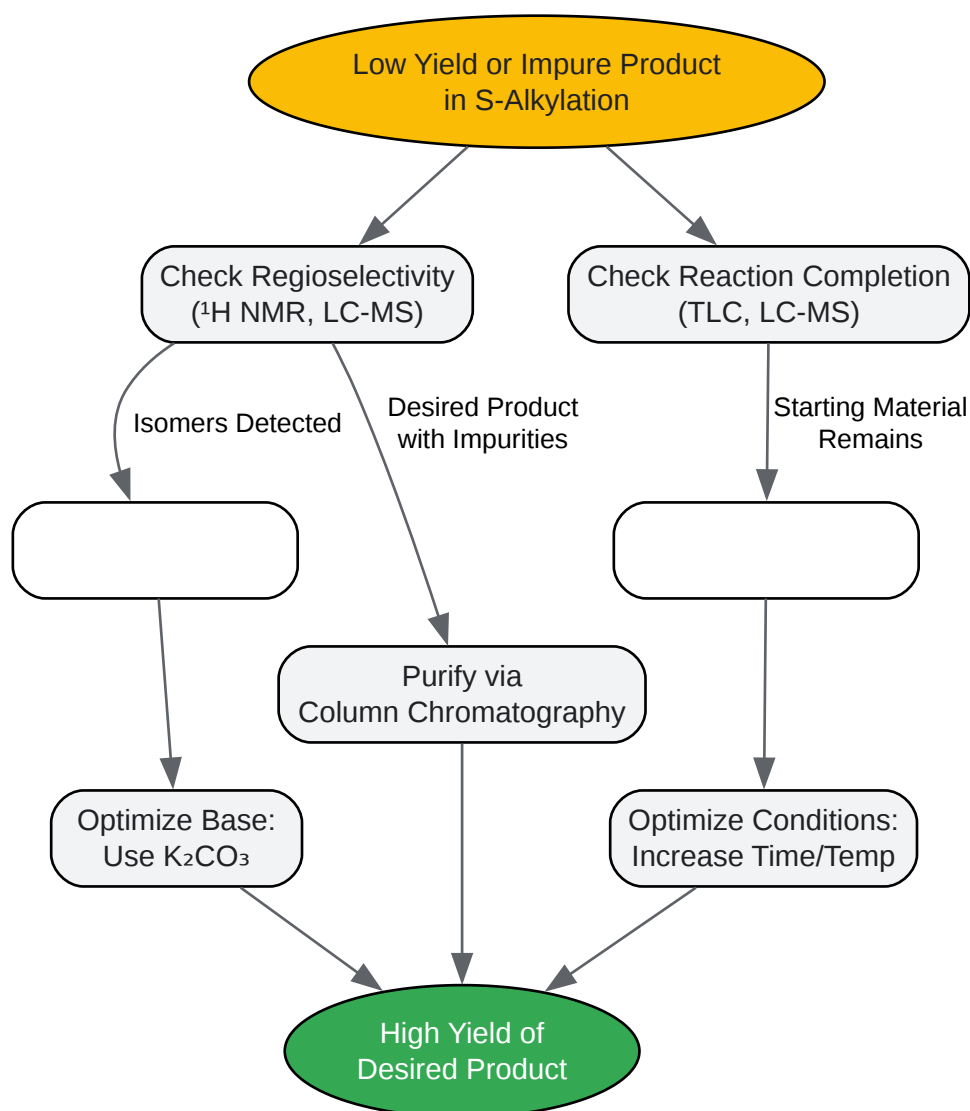 Low Yield or Impure Product
in S-Alkylation
Check Regioselectivity
(¹H NMR, LC-MS)
Check Reaction Completion
(TLC, LC-MS)
Isomers Detected
Desired Product
with Impurities
Starting Material
Remains
Purify via
Column Chromatography
Optimize Base:
Use K₂CO₃
Optimize Conditions:
Increase Time/Temp
High Yield of
Desired Product